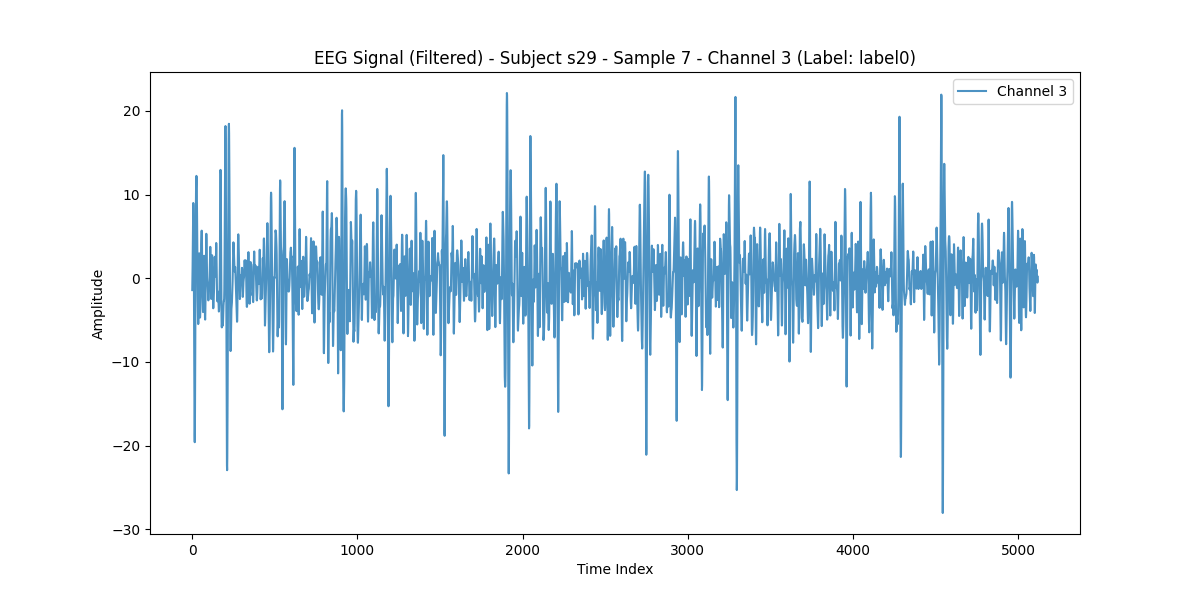 EEG Signal (Filtered) - Subject s29 - Sample 7 - Channel 3 (Label: label0)
Channel 3
Amplitude
20
10
0
−10
−20
−30
0 1000 2000 3000 4000 5000
Time Index